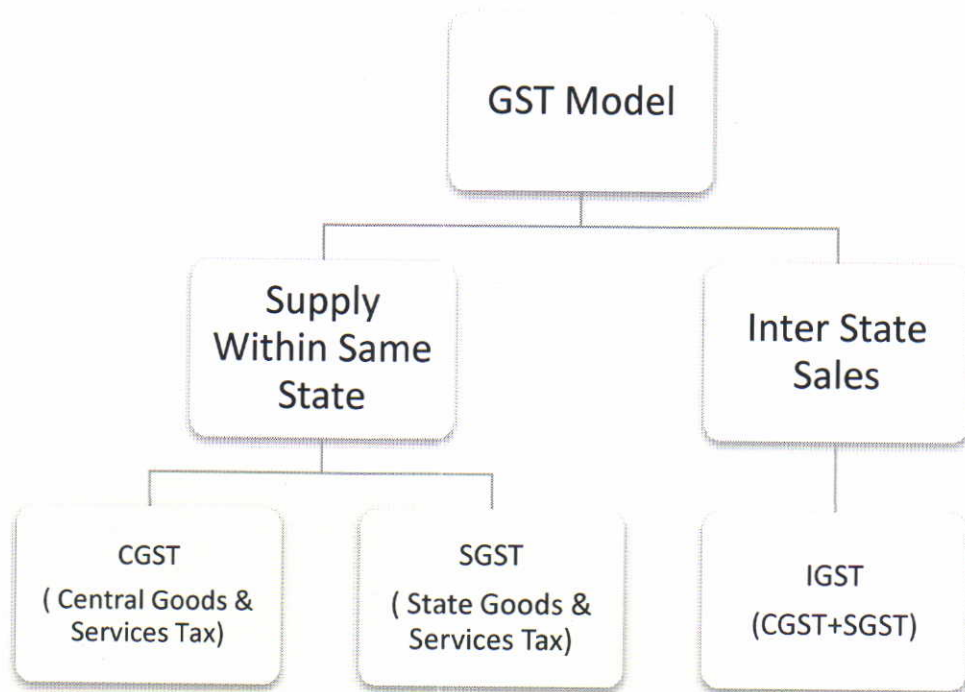 GST Model
Supply
Within Same
State
Inter State
Sales
CGST
( Central Goods &
Services Tax)
SGST
( State Goods &
Services Tax)
IGST
(CGST+SGST)